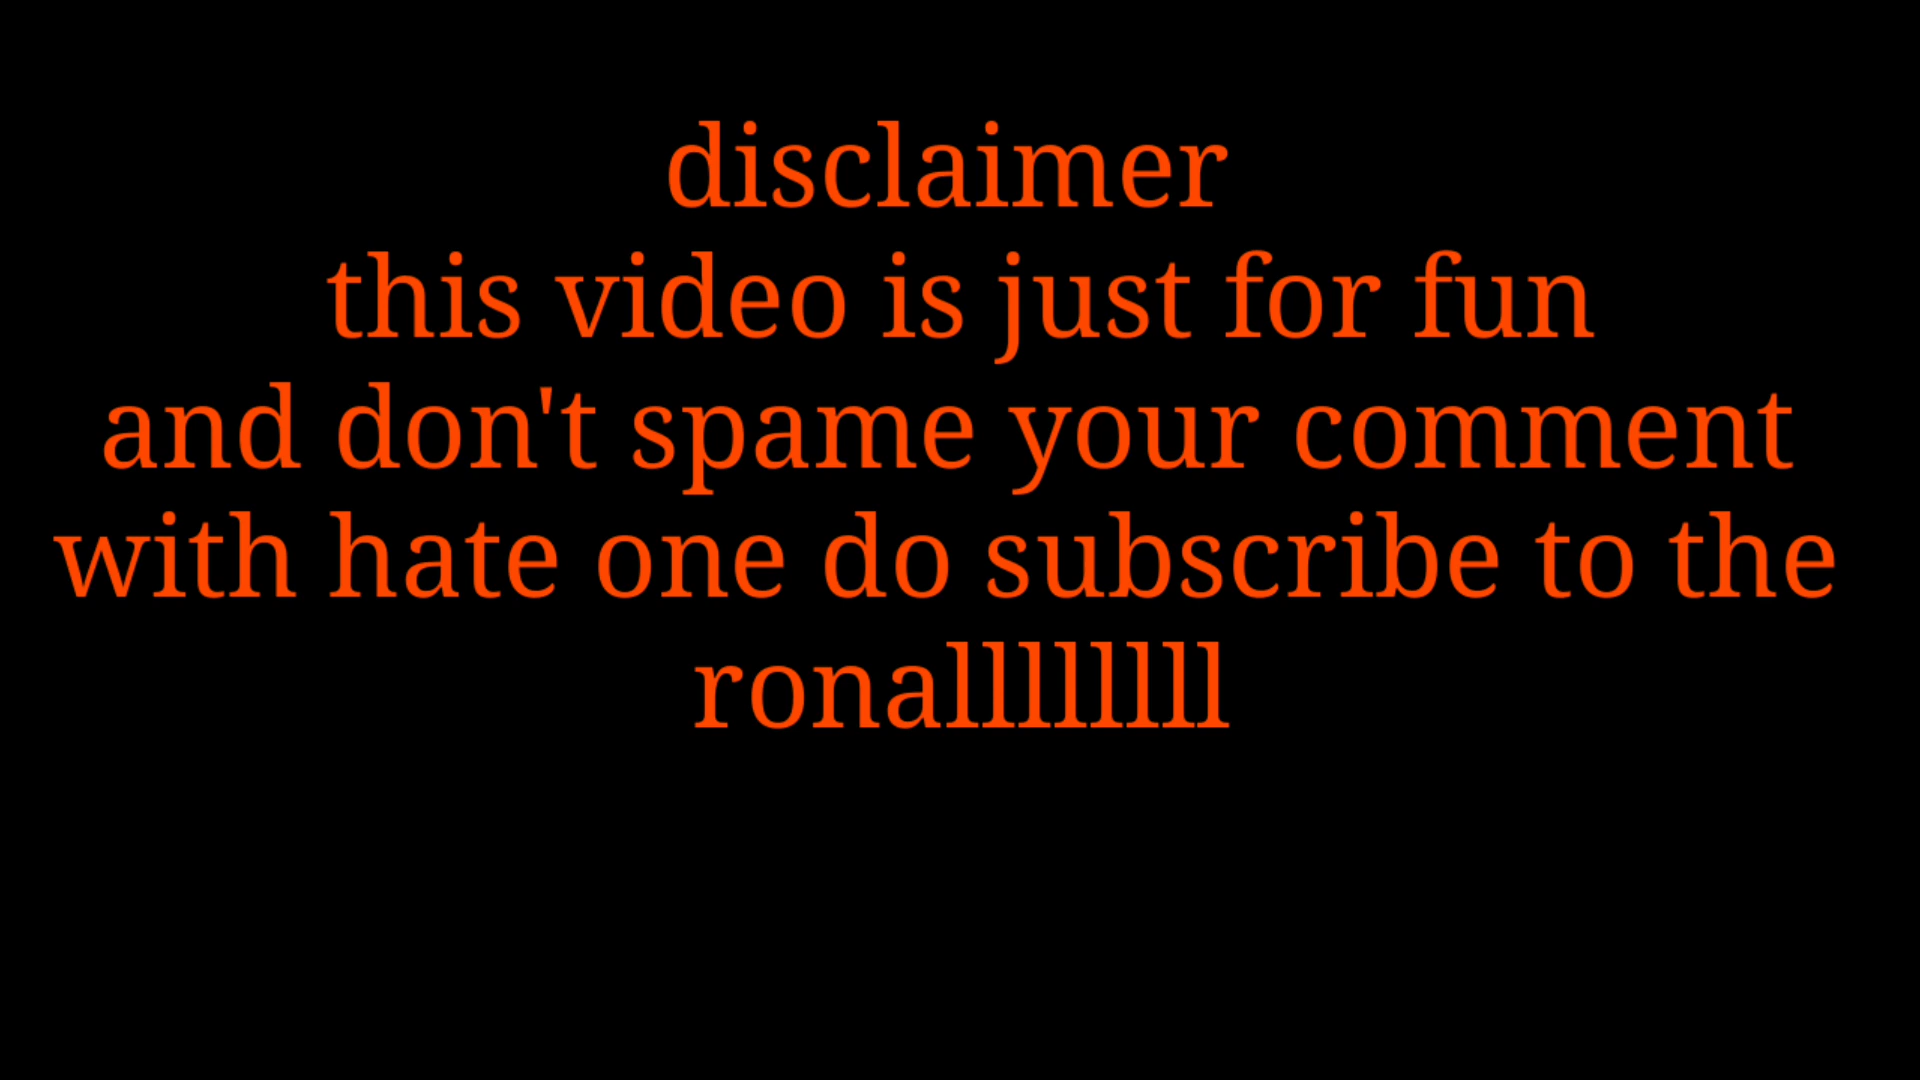 disclaimer
this video is just for fun
and don't spame your comment
with hate one do subscribe to the
ronallllllll